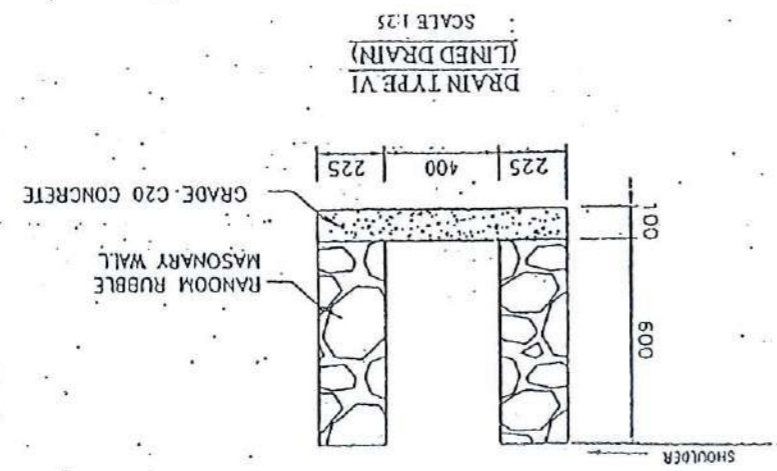 SHOULDER
600
RANDOM RUBBLE
MASONARY WALL
100
GRADE C20 CONCRETE
225 400 225
DRAIN TYPE VI
(LINED DRAIN)
SCALE 1:25